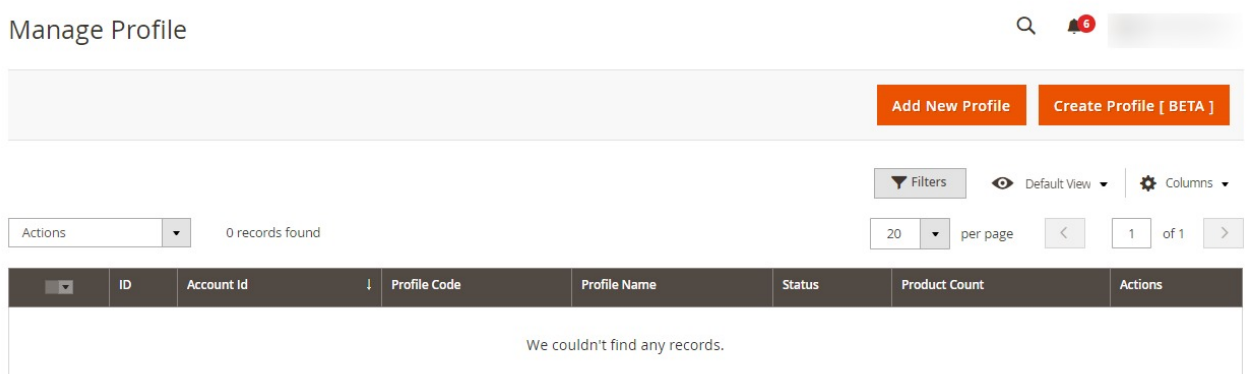 Manage Profile
6
Add New Profile
Create Profile [ BETA ]
Filters
Default View
Columns
Actions
0 records found
20
per page
1
of 1
ID
Account Id
↓
Profile Code
Profile Name
Status
Product Count
Actions
We couldn't find any records.